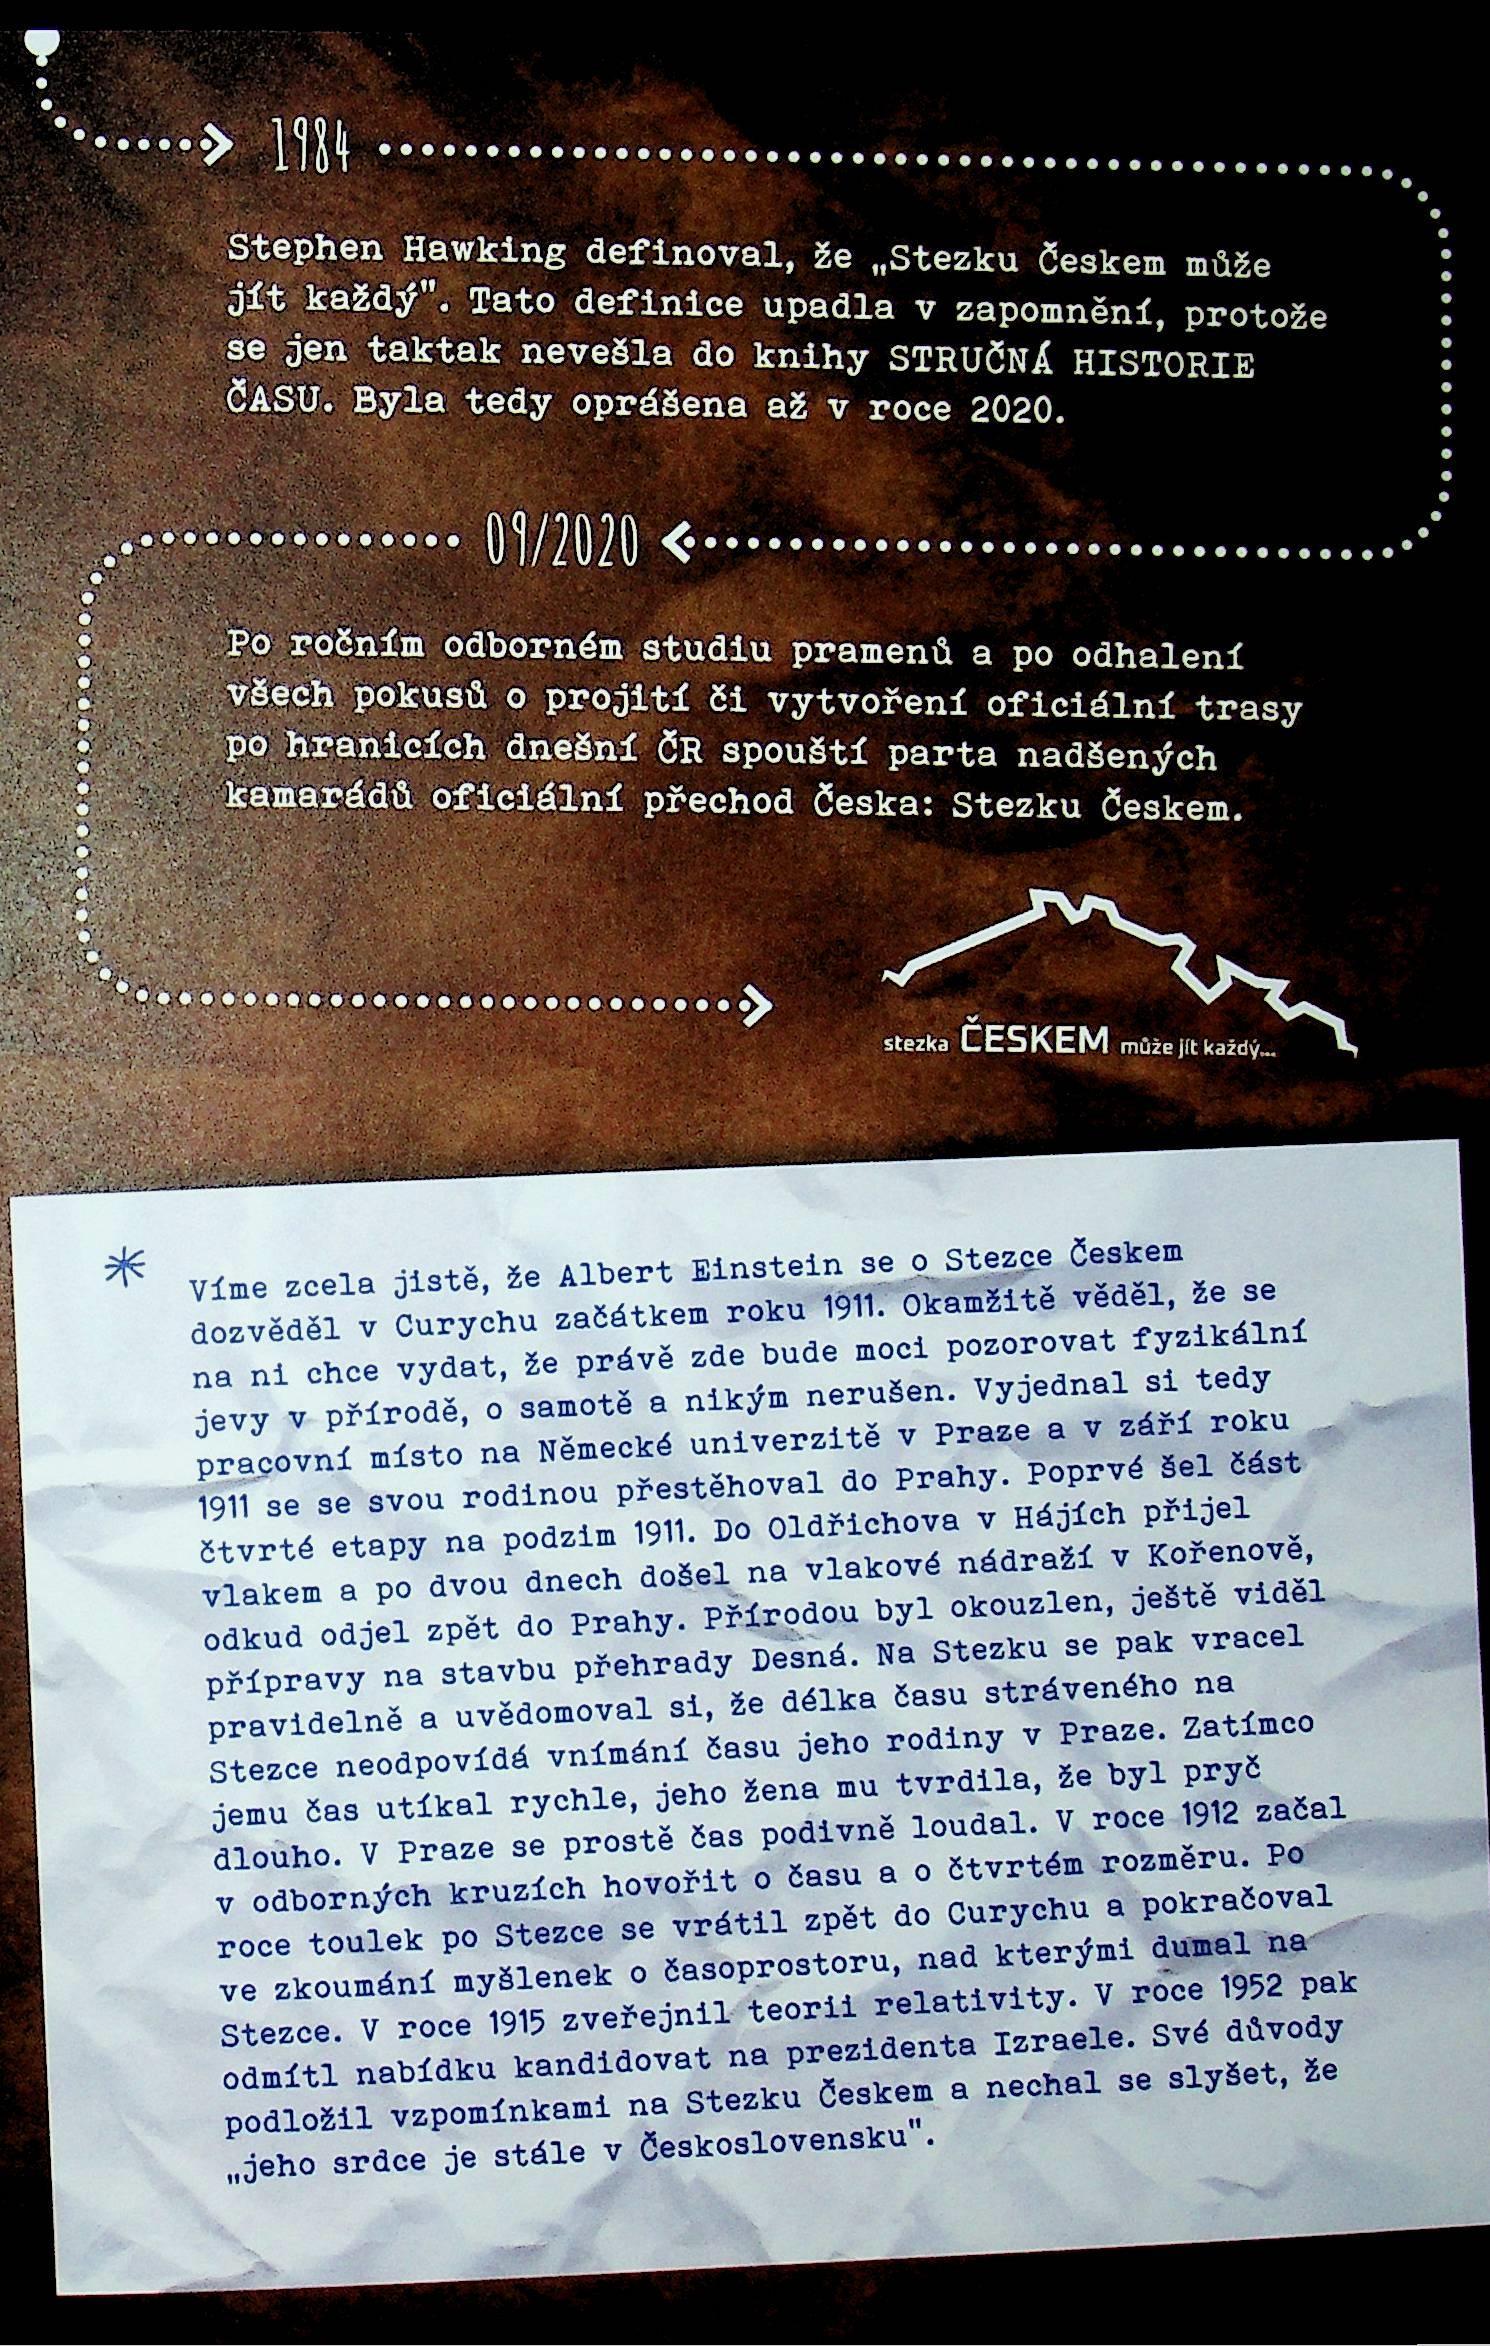 1984
Stephen Hawking definoval, že „Stezku Českem může
jít každý". Tato definice upadla v zapomnění, protože
se jen taktak nevešla do knihy STRUČNÁ HISTORIE
ČASU. Byla tedy oprášena až v roce 2020.
09/2020
Po ročním odborném studiu pramenů a po odhalení
všech pokusů o projití či vytvoření oficiální trasy
po hranicích dnešní ČR spouští parta nadšených
kamarádů oficiální přechod Česka: Stezku Českem.
stezka ČESKEM může jít každý...
* Víme zcela jistě, že Albert Einstein se o Stezce Českem
dozvěděl v Curychu začátkem roku 1911. Okamžitě věděl, že se
na ni chce vydat, že právě zde bude moci pozorovat fyzikální
jevy v přírodě, o samotě a nikým nerušen. Vyjednal si tedy
pracovní místo na Německé univerzitě v Praze a v září roku
1911 se se svou rodinou přestěhoval do Prahy. Poprvé šel část
čtvrté etapy na podzim 1911. Do Oldřichova v Hájích přijel
vlakem a po dvou dnech došel na vlakové nádraží v Kořenově,
odkud odjel zpět do Prahy. Přírodou byl okouzlen, ještě viděl
přípravy na stavbu přehrady Desná. Na Stezku se pak vracel
pravidelně a uvědomoval si, že délka času stráveného na
Stezce neodpovídá vnímání času jeho rodiny v Praze. Zatímco
jemu čas utíkal rychle, jeho žena mu tvrdila, že byl pryč
dlouho. V Praze se prostě čas podivně loudal. V roce 1912 začal
v odborných kruzích hovořit o času a o čtvrtém rozměru. Po
roce toulek po Stezce se vrátil zpět do Curychu a pokračoval
ve zkoumání myšlenek o časoprostoru, nad kterými dumal na
Stezce. V roce 1915 zveřejnil teorii relativity. V roce 1952 pak
odmítl nabídku kandidovat na prezidenta Izraele. Své důvody
podložil vzpomínkami na Stezku Českem a nechal se slyšet, že
„jeho srdce je stále v Československu".